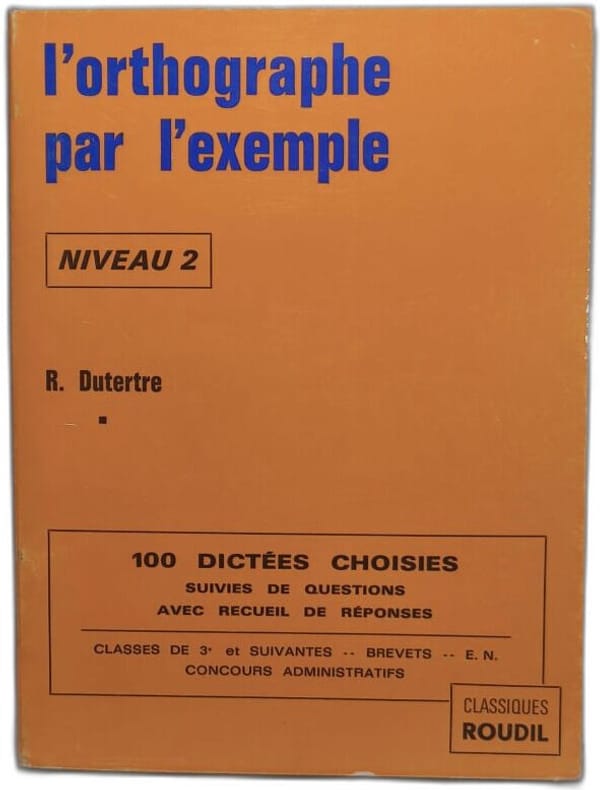 l'orthographe
par l'exemple
NIVEAU 2
R. Dutertre
100 DICTÉES CHOISIES
SUIVIES DE QUESTIONS
AVEC RECUEIL DE RÉPONSES
CLASSES DE 3e et SUIVANTES -- BREVETS -- E. N.
CONCOURS ADMINISTRATIFS
CLASSIQUES
ROUDIL